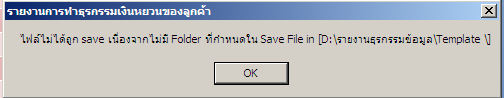 รายงานการทำธุรกรรมเงินหยวนของลูกค้า
ไฟล์ไม่ได้ถูก save เนื่องจากไม่มี Folder ที่กำหนดใน Save File in [D:\รายงานธุรกรรมข้อมูล\Template \]
OK